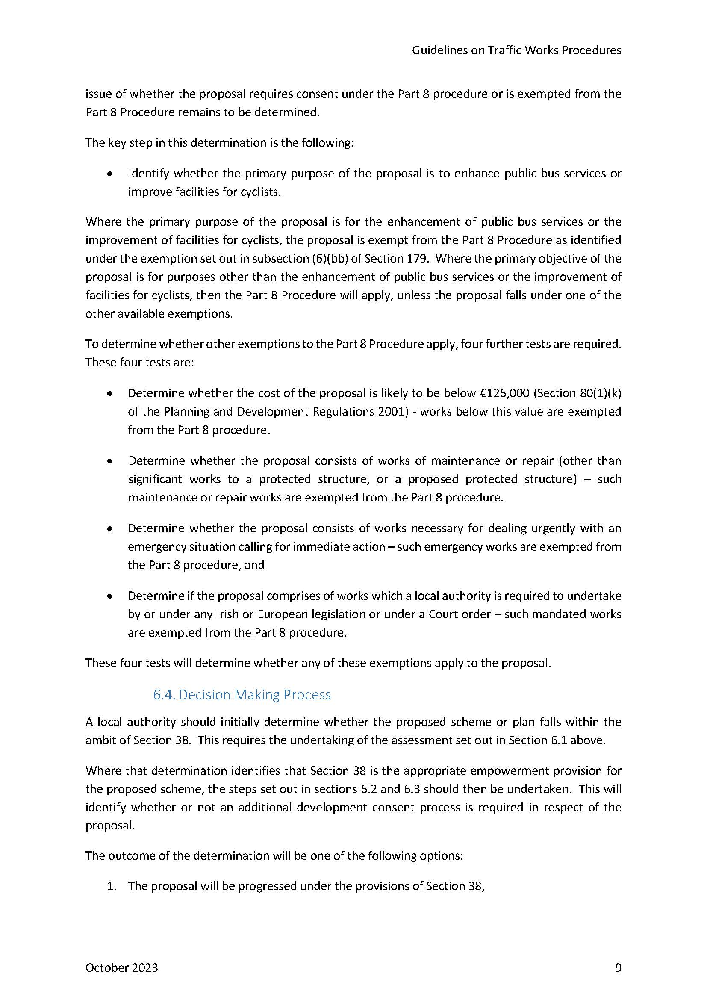 Guidelines on Traffic Works Procedures
issue of whether the proposal requires consent under the Part 8 procedure or is exempted from the
Part 8 Procedure remains to be determined.
The key step in this determination is the following:
• Identify whether the primary purpose of the proposal is to enhance public bus services or
improve facilities for cyclists.
Where the primary purpose of the proposal is for the enhancement of public bus services or the
improvement of facilities for cyclists, the proposal is exempt from the Part 8 Procedure as identified
under the exemption set out in subsection (6)(bb) of Section 179. Where the primary objective of the
proposal is for purposes other than the enhancement of public bus services or the improvement of
facilities for cyclists, then the Part 8 Procedure will apply, unless the proposal falls under one of the
other available exemptions.
To determine whether other exemptions to the Part 8 Procedure apply, four further tests are required.
These four tests are:
• Determine whether the cost of the proposal is likely to be below €126,000 (Section 80(1)(k)
of the Planning and Development Regulations 2001) - works below this value are exempted
from the Part 8 procedure.
• Determine whether the proposal consists of works of maintenance or repair (other than
significant works to a protected structure, or a proposed protected structure) – such
maintenance or repair works are exempted from the Part 8 procedure.
• Determine whether the proposal consists of works necessary for dealing urgently with an
emergency situation calling for immediate action – such emergency works are exempted from
the Part 8 procedure, and
• Determine if the proposal comprises of works which a local authority is required to undertake
by or under any Irish or European legislation or under a Court order – such mandated works
are exempted from the Part 8 procedure.
These four tests will determine whether any of these exemptions apply to the proposal.
6.4. Decision Making Process
A local authority should initially determine whether the proposed scheme or plan falls within the
ambit of Section 38. This requires the undertaking of the assessment set out in Section 6.1 above.
Where that determination identifies that Section 38 is the appropriate empowerment provision for
the proposed scheme, the steps set out in sections 6.2 and 6.3 should then be undertaken. This will
identify whether or not an additional development consent process is required in respect of the
proposal.
The outcome of the determination will be one of the following options:
1. The proposal will be progressed under the provisions of Section 38,
October 2023
9